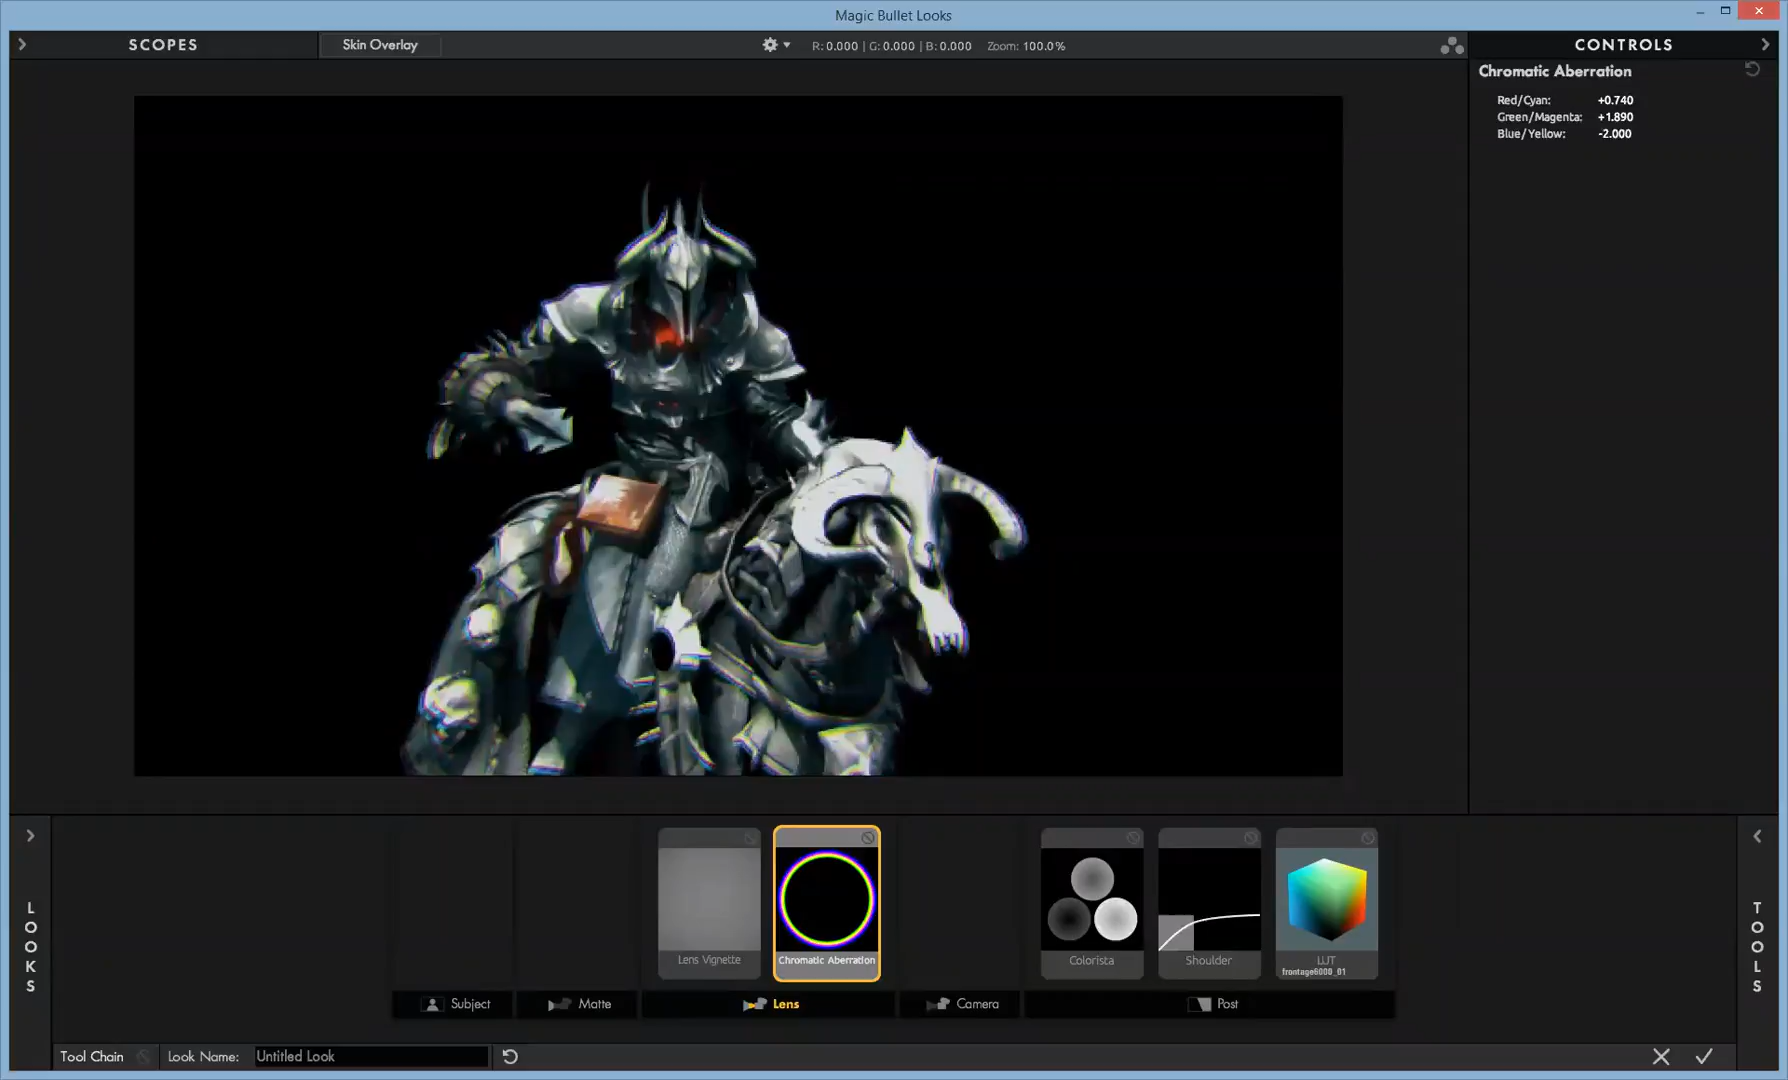 Magic Bullet Looks
SCOPES
Skin Overlay
R: 0.000 | G: 0.000 | B: 0.000 Zoom: 100.0%
CONTROLS
Chromatic Aberration
Red/Cyan: +0.740
Green/Magenta: +1.890
Blue/Yellow: -2.000
LOOKS
Lens Vignette
Chromatic Aberration
Colorista
Shoulder
LUT
frontage6000_01
TOOLS
Subject
Matte
Lens
Camera
Post
Tool Chain
Look Name: Untitled Look